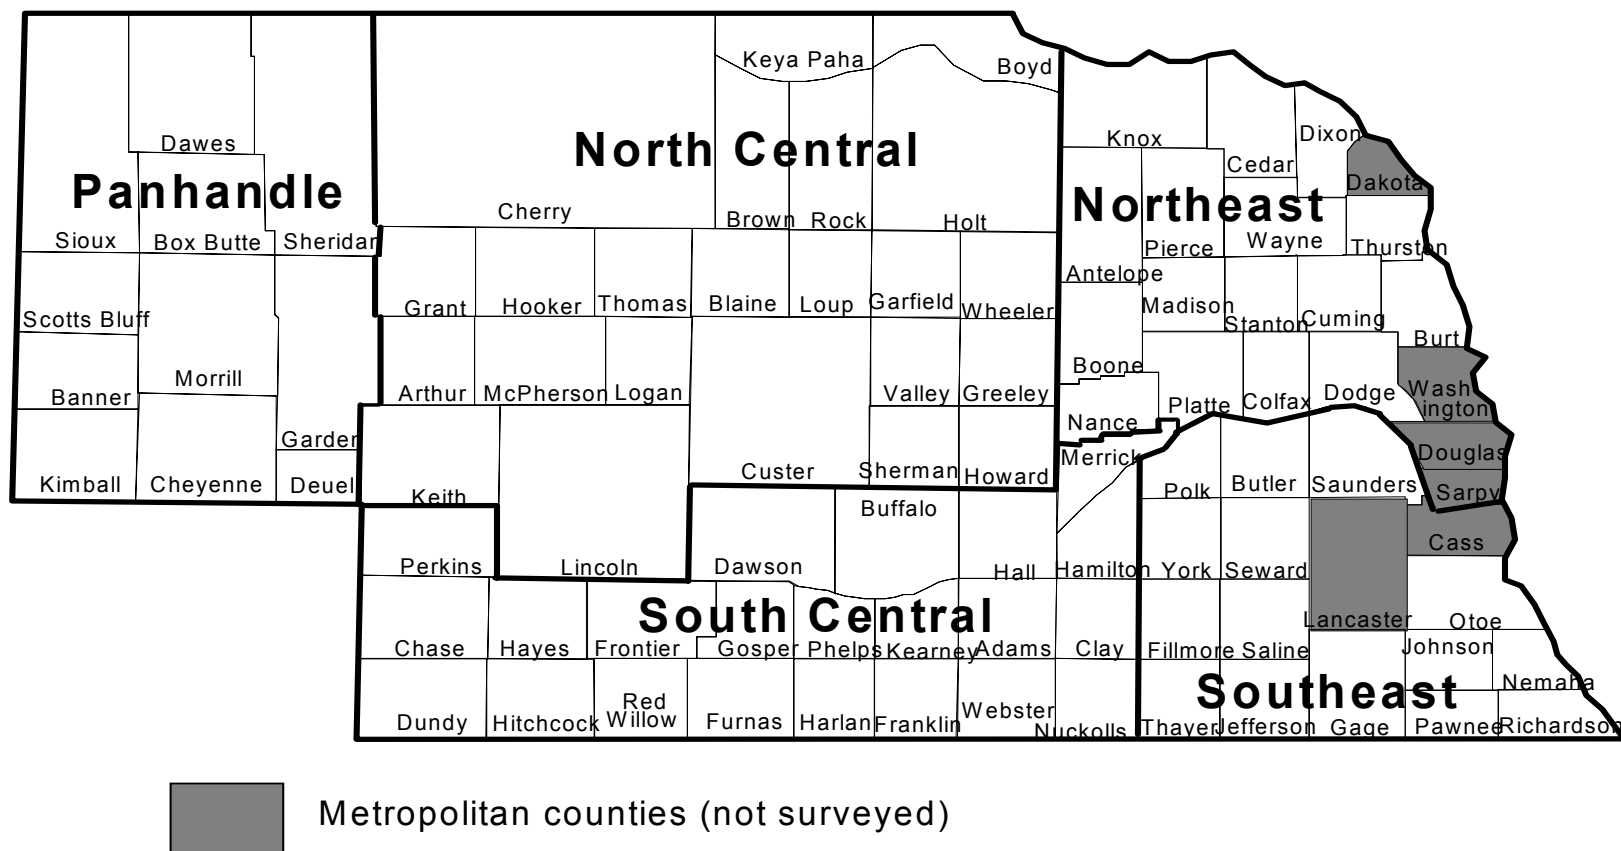 Keya Paha
Boyd
Knox
Dixon
Dawes
North Central
Cedar
Dakota
Panhandle
Northeast
Cherry
Brown
Rock
Holt
Sioux
Box Butte
Sheridan
Pierce
Wayne
Thurston
Antelope
Grant
Hooker
Thomas
Blaine
Loup
Garfield
Wheeler
Madison
Stanton
Cuming
Scotts Bluff
Burt
Boone
Morrill
Banner
Arthur
McPherson
Logan
Valley
Greeley
Platte
Colfax
Dodge
Wash
ington
Nance
Garden
Merrick
Douglas
Kimball
Cheyenne
Deuel
Keith
Custer
Sherman
Howard
Polk
Butler
Saunders
Sarpy
Buffalo
Cass
Perkins
Lincoln
Dawson
Hall
Hamilton
York
Seward
South Central
Lancaster
Otoe
Chase
Hayes
Frontier
Gosper
Phelps
Kearney
Adams
Clay
Fillmore
Saline
Johnson
Southeast
Nemaha
Dundy
Hitchcock
Red
Willow
Furnas
Harlan
Franklin
Webster
Nuckolls
Thayer
Jefferson
Gage
Pawnee
Richardson
Metropolitan counties (not surveyed)